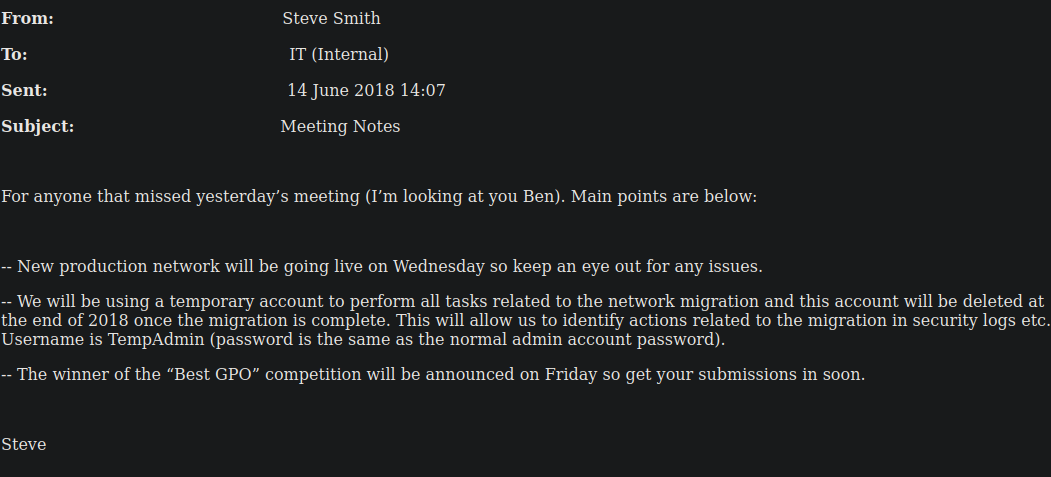 From: Steve Smith
To: IT (Internal)
Sent: 14 June 2018 14:07
Subject: Meeting Notes
For anyone that missed yesterday’s meeting (I’m looking at you Ben). Main points are below:
-- New production network will be going live on Wednesday so keep an eye out for any issues.
-- We will be using a temporary account to perform all tasks related to the network migration and this account will be deleted at
the end of 2018 once the migration is complete. This will allow us to identify actions related to the migration in security logs etc.
Username is TempAdmin (password is the same as the normal admin account password).
-- The winner of the “Best GPO” competition will be announced on Friday so get your submissions in soon.
Steve